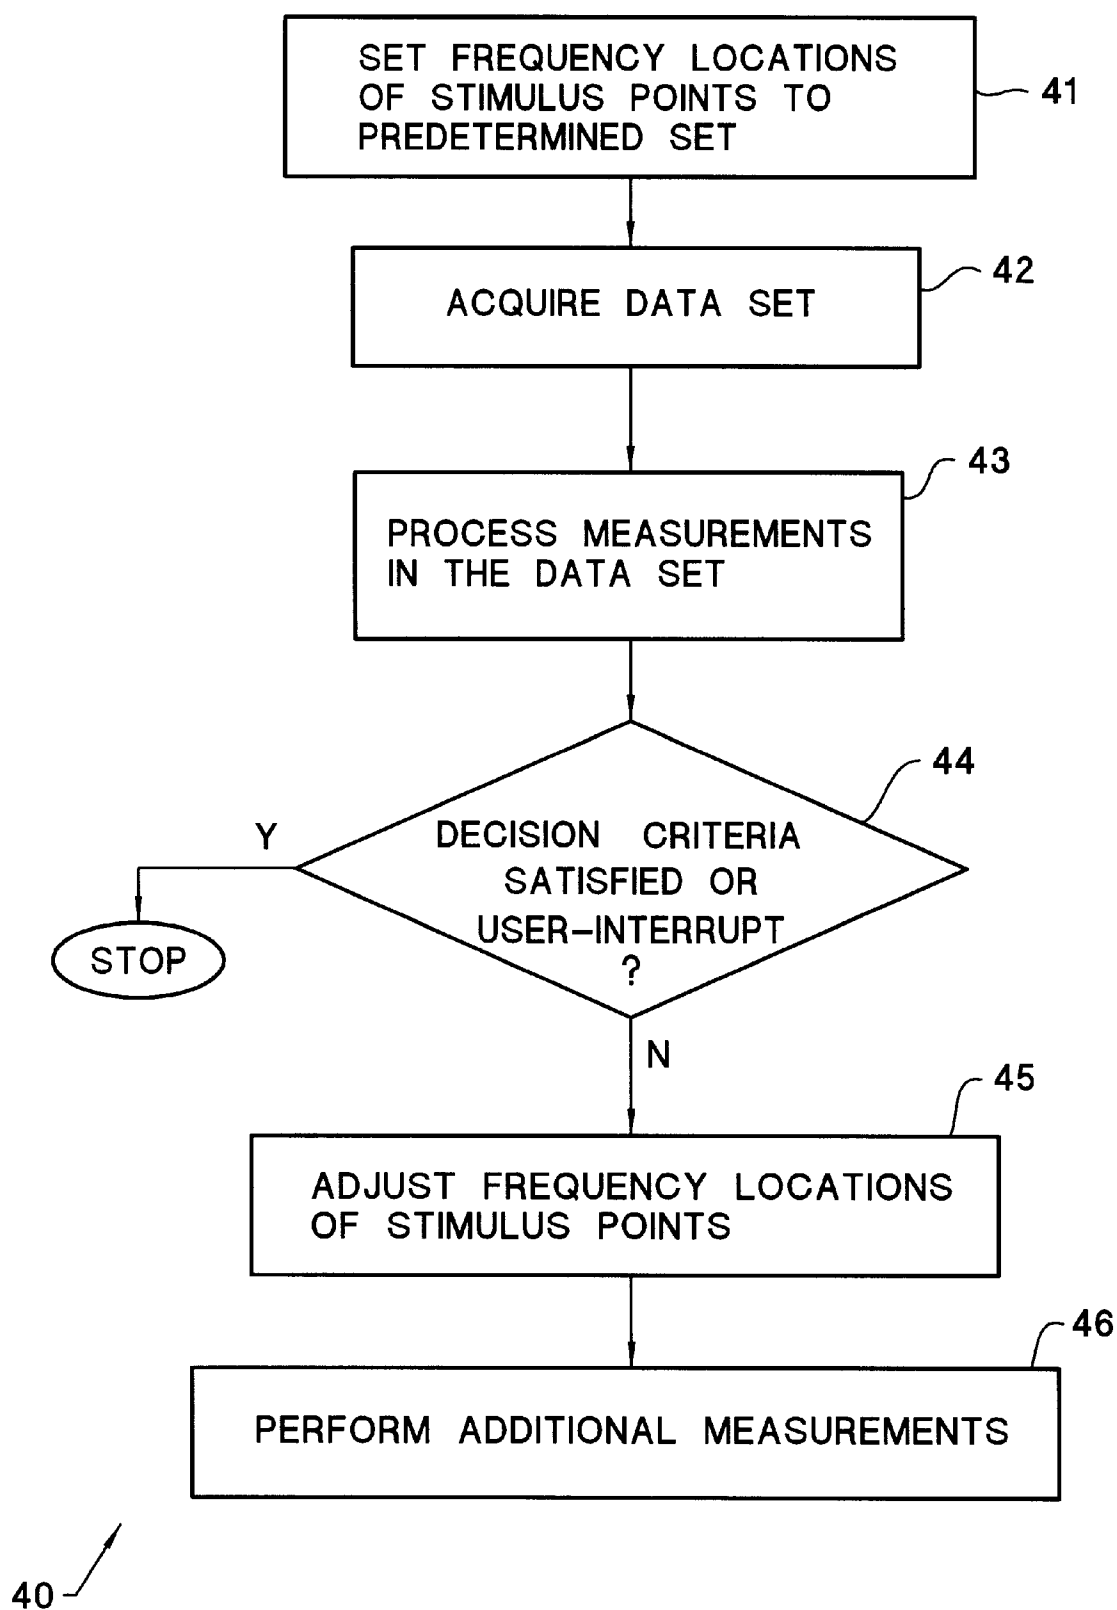 SET FREQUENCY LOCATIONS
OF STIMULUS POINTS TO
PREDETERMINED SET
41
ACQUIRE DATA SET
42
43
PROCESS MEASUREMENTS
IN THE DATA SET
44
Y
DECISION CRITERIA
SATISFIED OR
USER-INTERRUPT
?
STOP
N
45
ADJUST FREQUENCY LOCATIONS
OF STIMULUS POINTS
46
PERFORM ADDITIONAL MEASUREMENTS
40